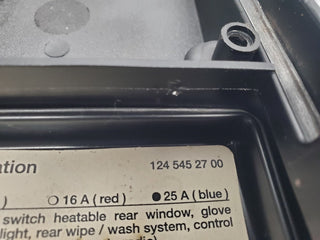 ation 124 545 27 00
) ○ 16 A ( red ) ● 25 A ( blue )
switch heatable rear window, glove
light, rear wipe / wash system, control